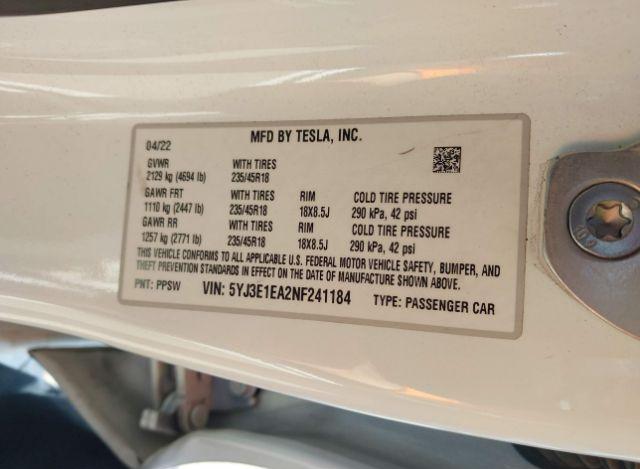 04/22 MFD BY TESLA, INC.
GVWR WITH TIRES
2129 kg (4694 lb) 235/45R18
GAWR FRT WITH TIRES RIM COLD TIRE PRESSURE
1110 kg (2447 lb) 235/45R18 18X8.5J 290 kPa, 42 psi
GAWR RR WITH TIRES RIM COLD TIRE PRESSURE
1257 kg (2771 lb) 235/45R18 18X8.5J 290 kPa, 42 psi
THIS VEHICLE CONFORMS TO ALL APPLICABLE U.S. FEDERAL MOTOR VEHICLE SAFETY, BUMPER, AND
THEFT PREVENTION STANDARDS IN EFFECT ON THE DATE OF MANUFACTURE SHOWN ABOVE.
PNT: PPSW VIN: 5YJ3E1EA2NF241184 TYPE: PASSENGER CAR